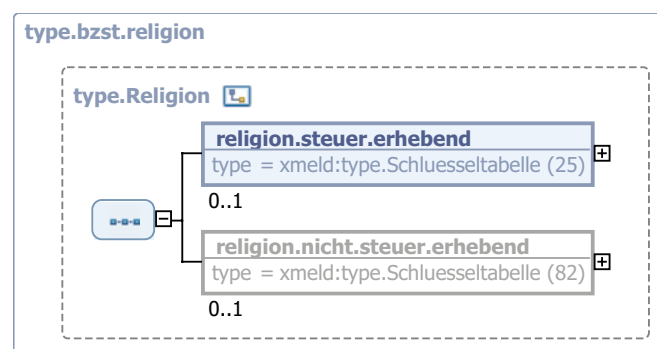 type.bzst.religion
type.Religion
religion.steuer.erhebend
type = xmeld:type.Schluesseltabelle (25)
0..1
religion.nicht.steuer.erhebend
type = xmeld:type.Schluesseltabelle (82)
0..1